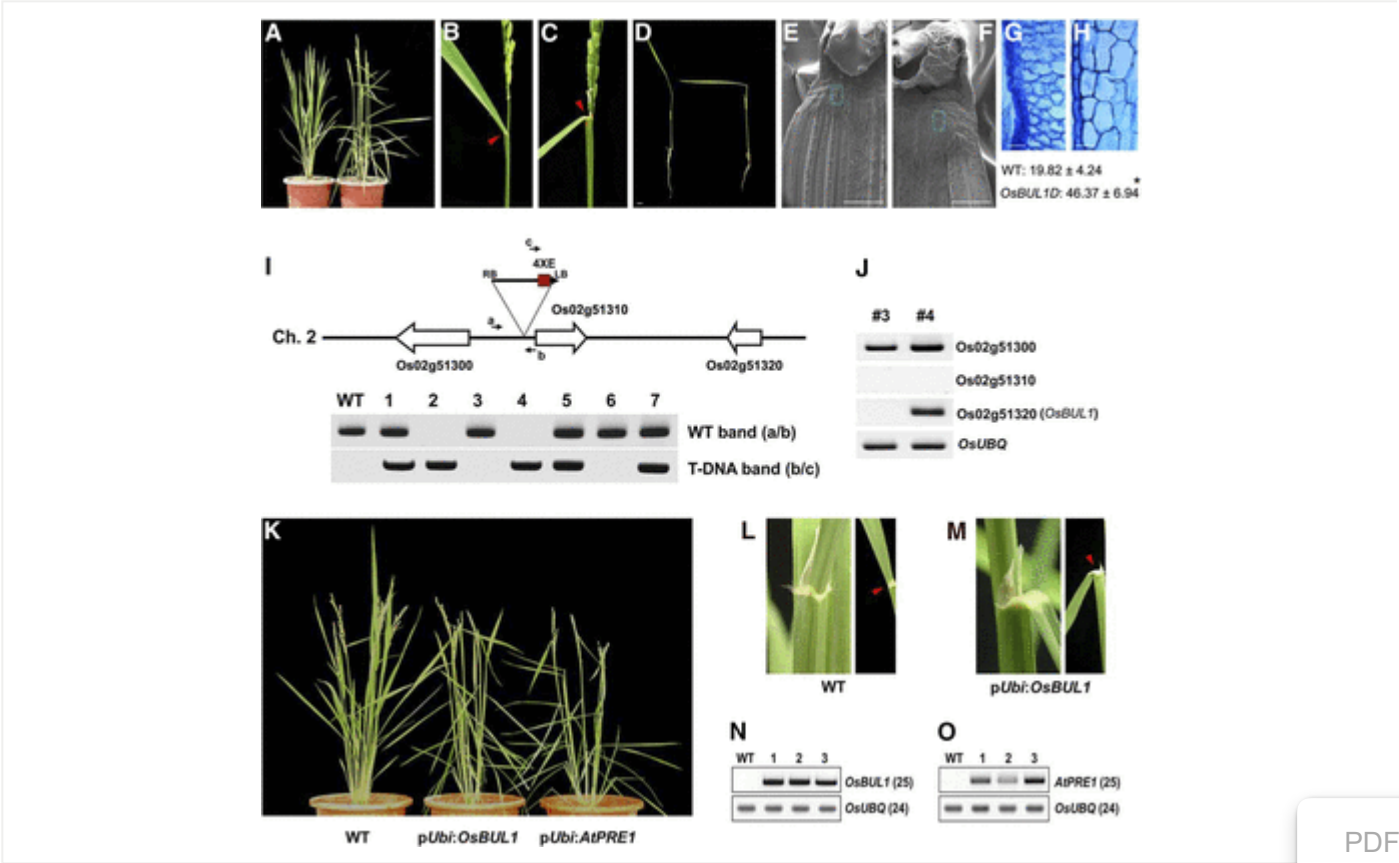 A B C D E F G H
WT: 19.82 ± 4.24
*
OsBUL1D: 46.37 ± 6.94
I
c
4XE
RB LB
Os02g51310
a
Ch. 2
b
Os02g51300
Os02g51320
WT 1 2 3 4 5 6 7
WT band (a/b)
T-DNA band (b/c)
J
#3 #4
Os02g51300
Os02g51310
Os02g51320 (OsBUL1)
OsUBQ
K
WT pUbi:OsBUL1 pUbi:AtPRE1
L
WT
M
pUbi:OsBUL1
N
WT 1 2 3
OsBUL1 (25)
OsUBQ (24)
O
WT 1 2 3
AtPRE1 (25)
OsUBQ (24)
PDF